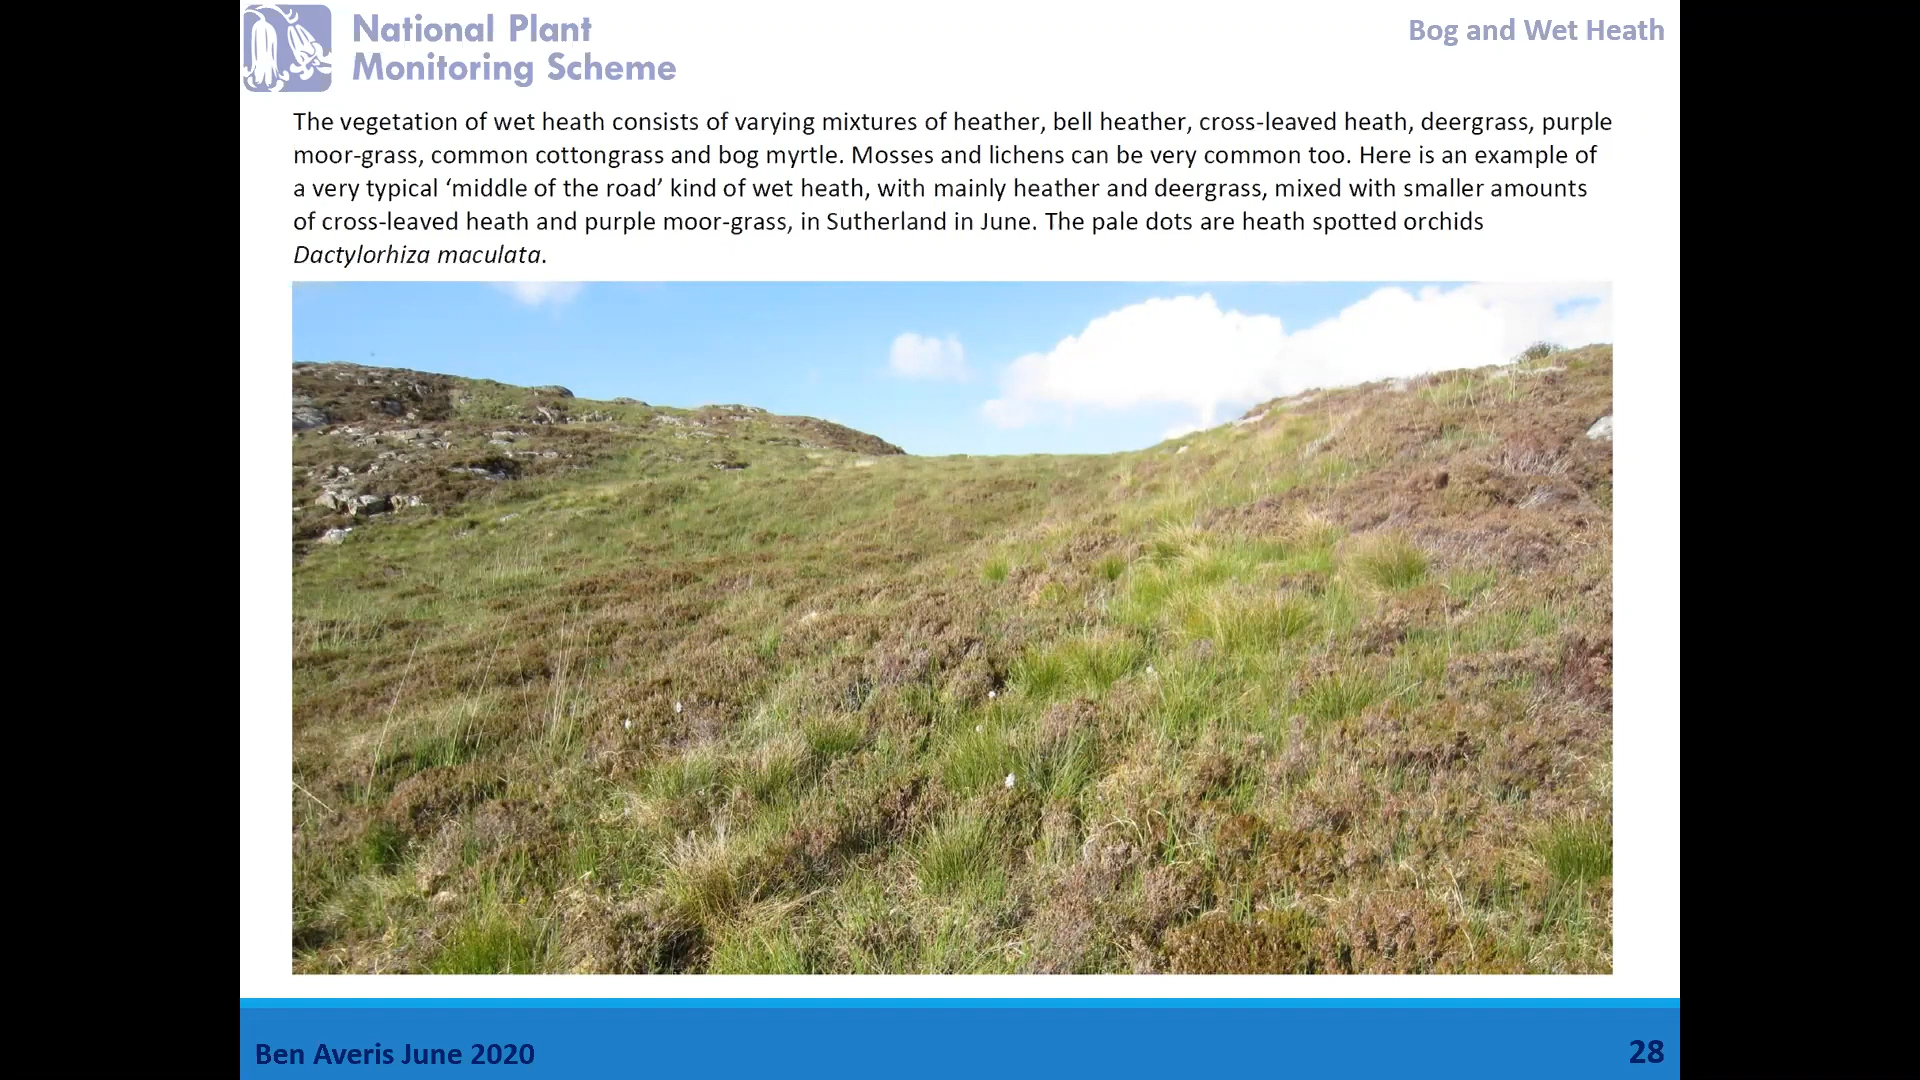 National Plant
Monitoring Scheme
Bog and Wet Heath
The vegetation of wet heath consists of varying mixtures of heather, bell heather, cross-leaved heath, deergrass, purple
moor-grass, common cottongrass and bog myrtle. Mosses and lichens can be very common too. Here is an example of
a very typical ‘middle of the road’ kind of wet heath, with mainly heather and deergrass, mixed with smaller amounts
of cross-leaved heath and purple moor-grass, in Sutherland in June. The pale dots are heath spotted orchids
Dactylorhiza maculata.
Ben Averis June 2020
28